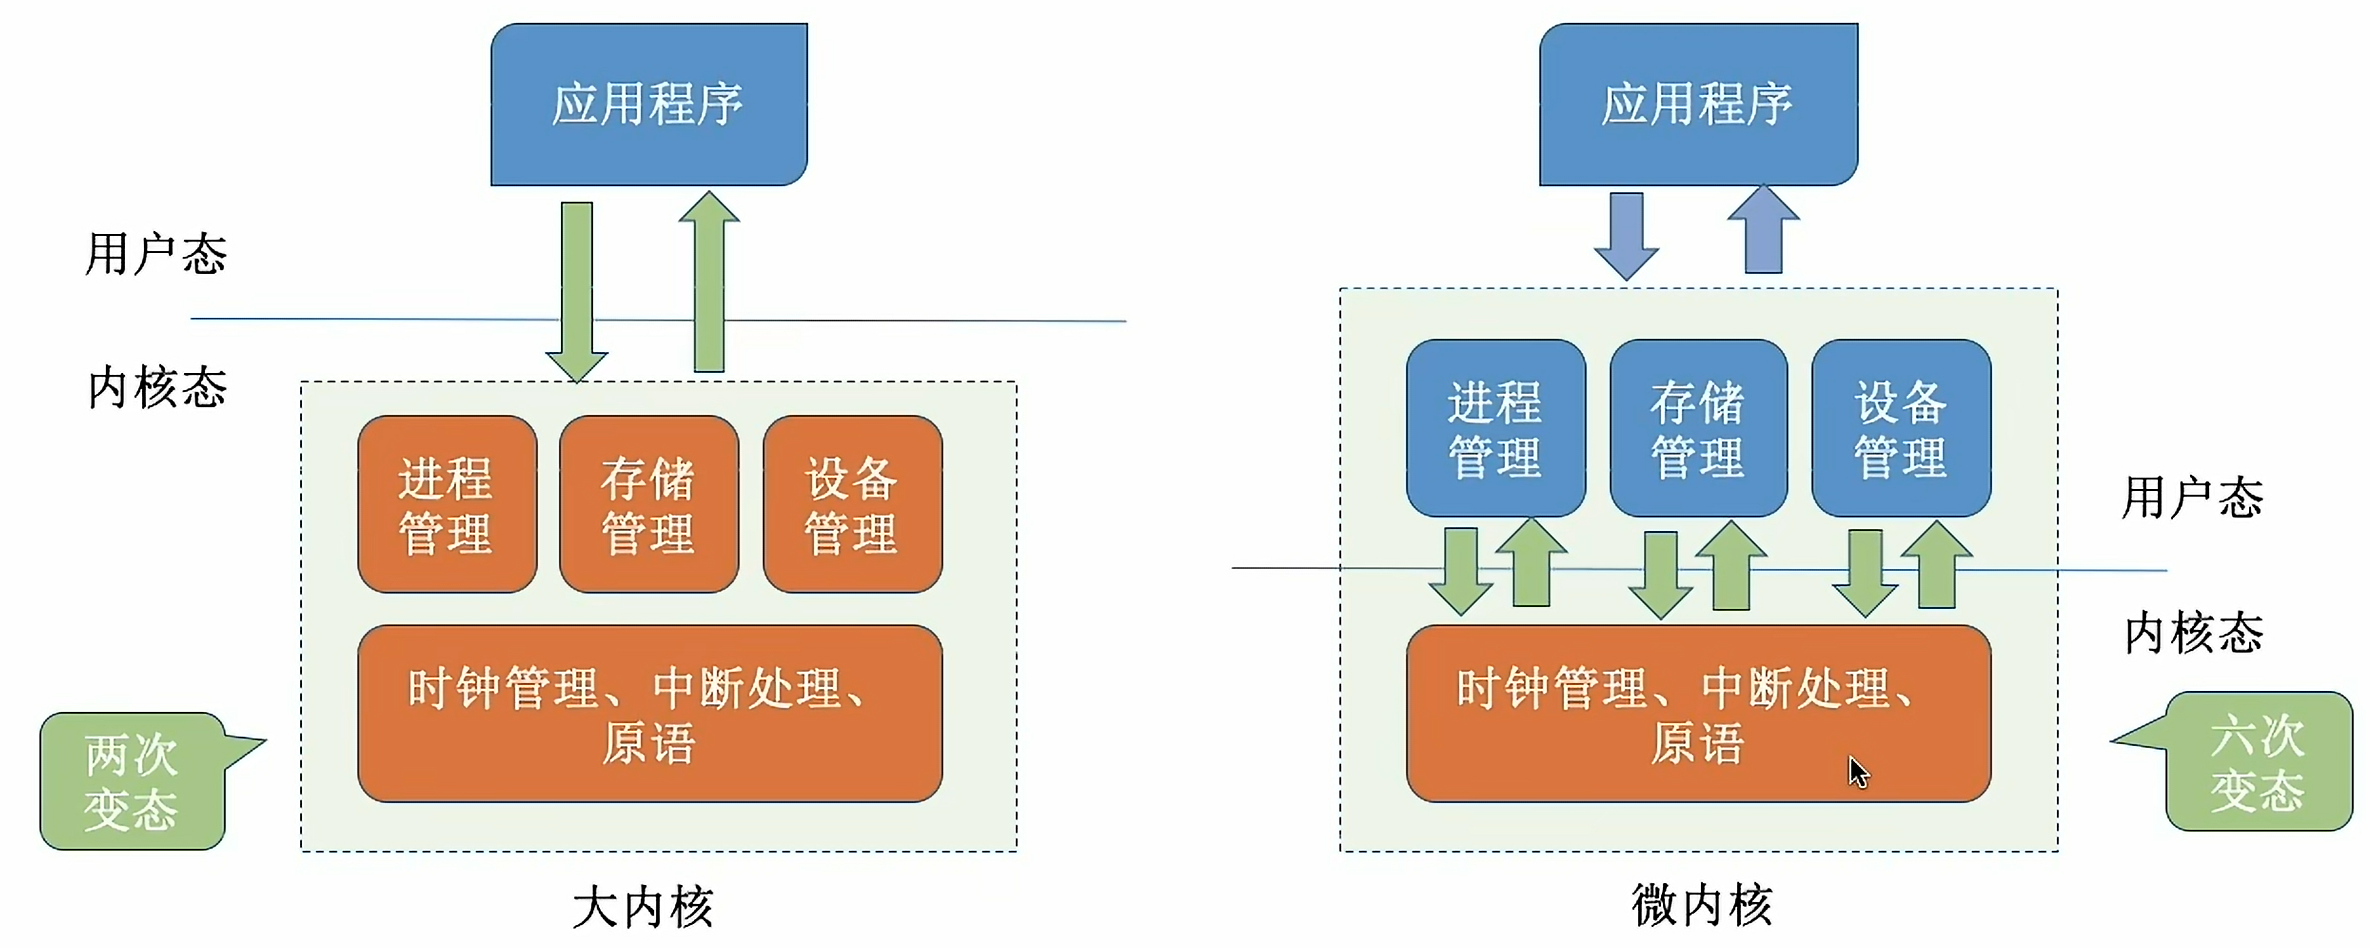 应用程序
用户态
内核态
进程
管理
存储
管理
设备
管理
时钟管理、中断处理、
原语
两次
变态
大内核
应用程序
进程
管理
存储
管理
设备
管理
用户态
内核态
时钟管理、中断处理、
原语
六次
变态
微内核